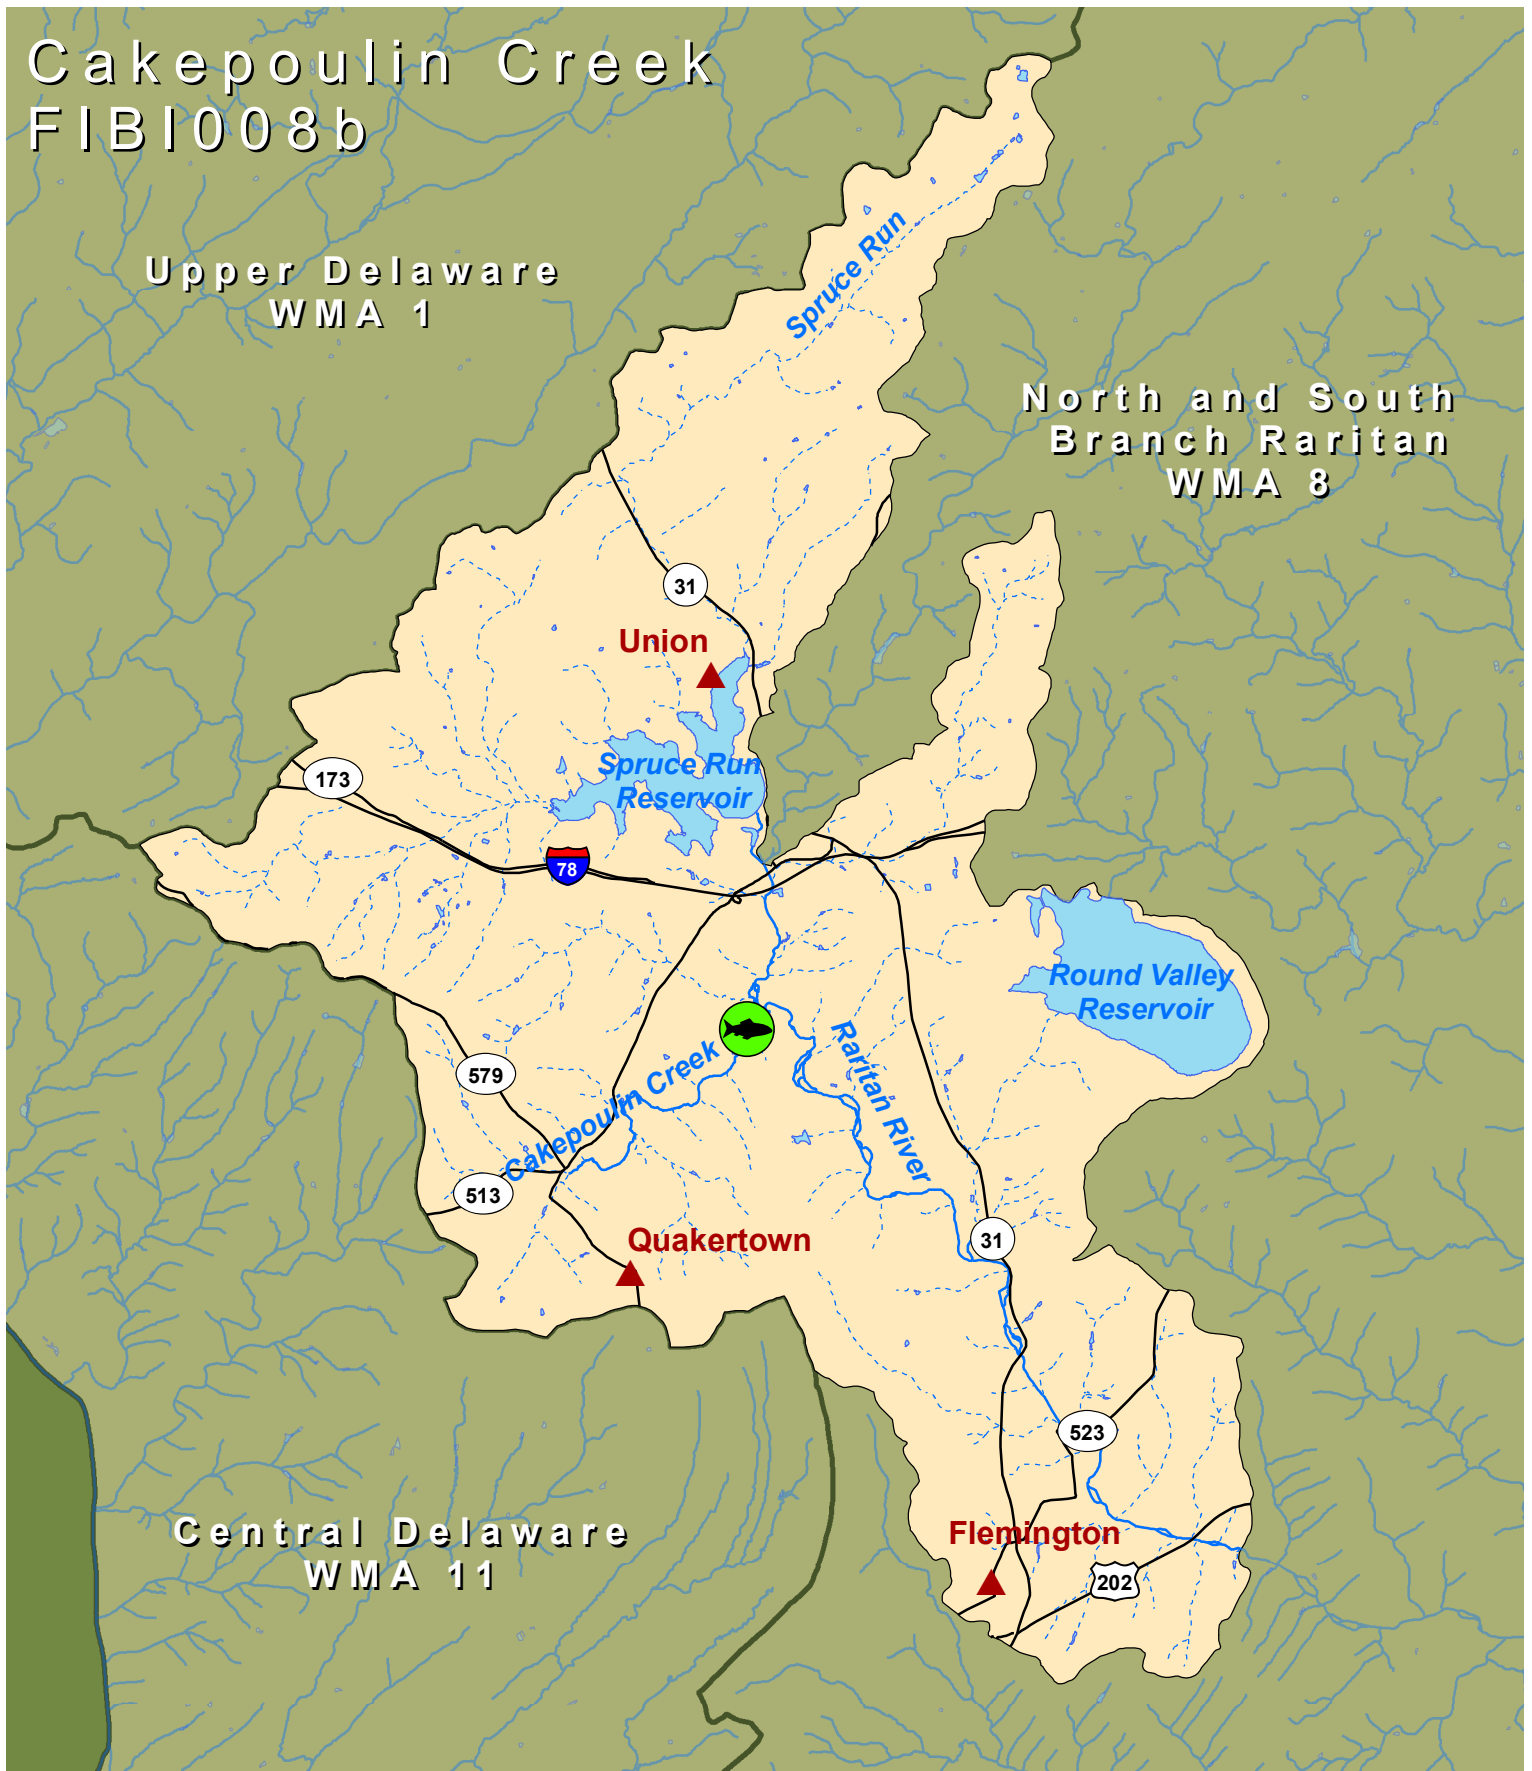 Cakepoulin Creek
FIBI008b
Upper Delaware
WMA 1
Spruce Run
North and South
Branch Raritan
WMA 8
31
Union
Spruce Run
Reservoir
173
78
Round Valley
Reservoir
Raritan River
Cakepoulin Creek
579
513
Quakertown
31
523
Flemington
202
Central Delaware
WMA 11